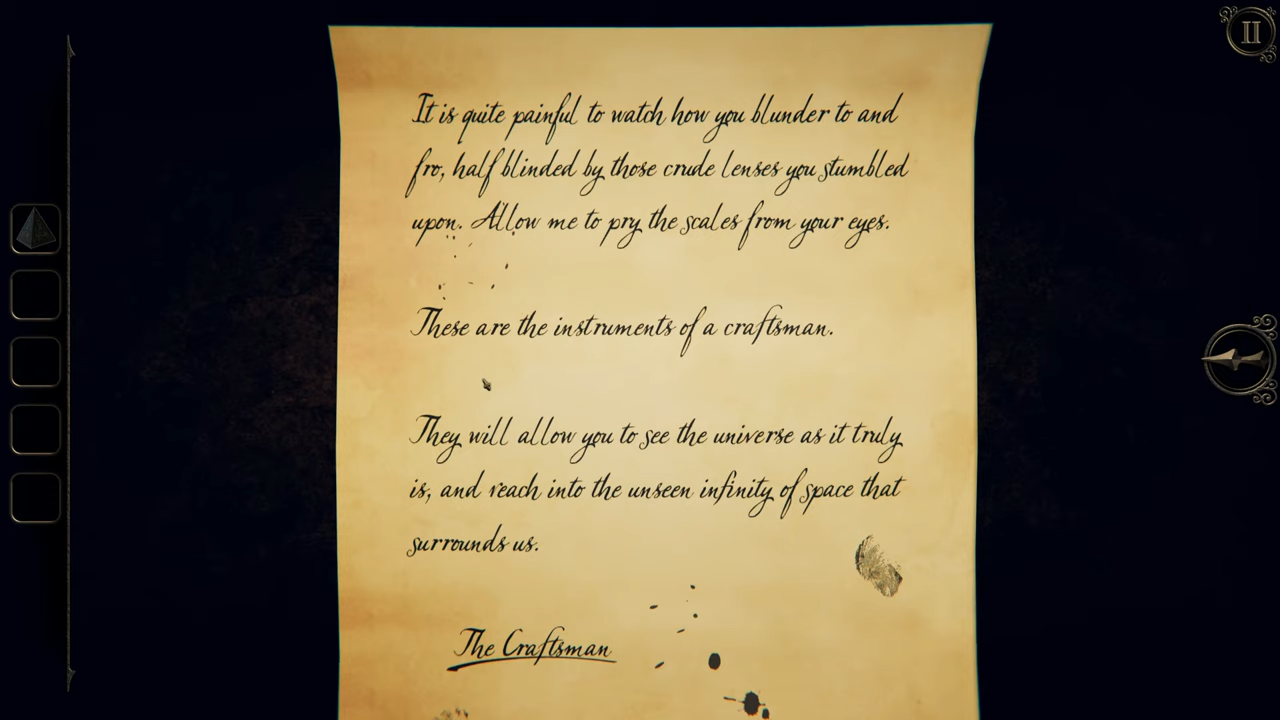 It is quite painful to watch how you blunder to and
fro, half blinded by those crude lenses you stumbled
upon. Allow me to pry the scales from your eyes.
These are the instruments of a craftsman.
They will allow you to see the universe as it truly
is, and reach into the unseen infinity of space that
surrounds us.
The Craftsman